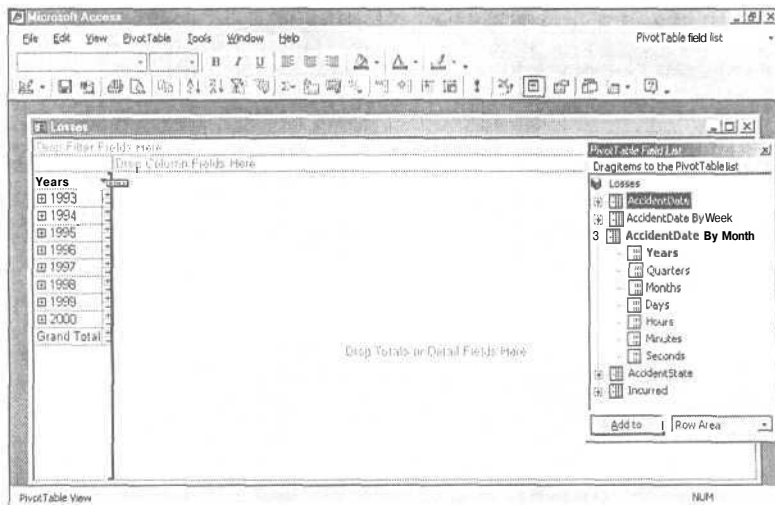 Microsoft Access
File Edit View PivotTable Tools Window Help
PivotTable field list
B I U
Losses
Drop Filter Fields Here
Drop Column Fields Here
Years
1993
1994
1995
1996
1997
1998
1999
2000
Grand Total
Drop Totals or Detail Fields Here
PivotTable Field List
Dragitems to the PivotTable list
Losses
AccidentDate
AccidentDate By Week
3 AccidentDate By Month
Years
Quarters
Months
Days
Hours
Minutes
Seconds
AccidentState
Incurred
Add to
Row Area
PivotTable View
NUM